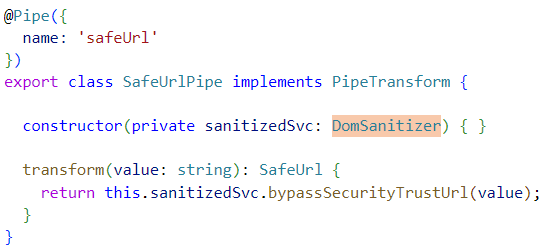 @Pipe({
  name: 'safeUrl'
})
export class SafeUrlPipe implements PipeTransform {
  constructor(private sanitizedSvc: DomSanitizer) { }
  transform(value: string): SafeUrl {
    return this.sanitizedSvc.bypassSecurityTrustUrl(value);
  }
}